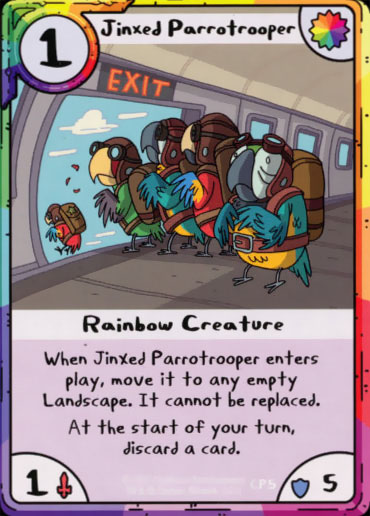 1
Jinxed Parrotrooper
EXIT
Rainbow Creature
When Jinxed Parrotrooper enters
play, move it to any empty
Landscape. It cannot be replaced.
At the start of your turn,
discard a card.
1
CPS
5